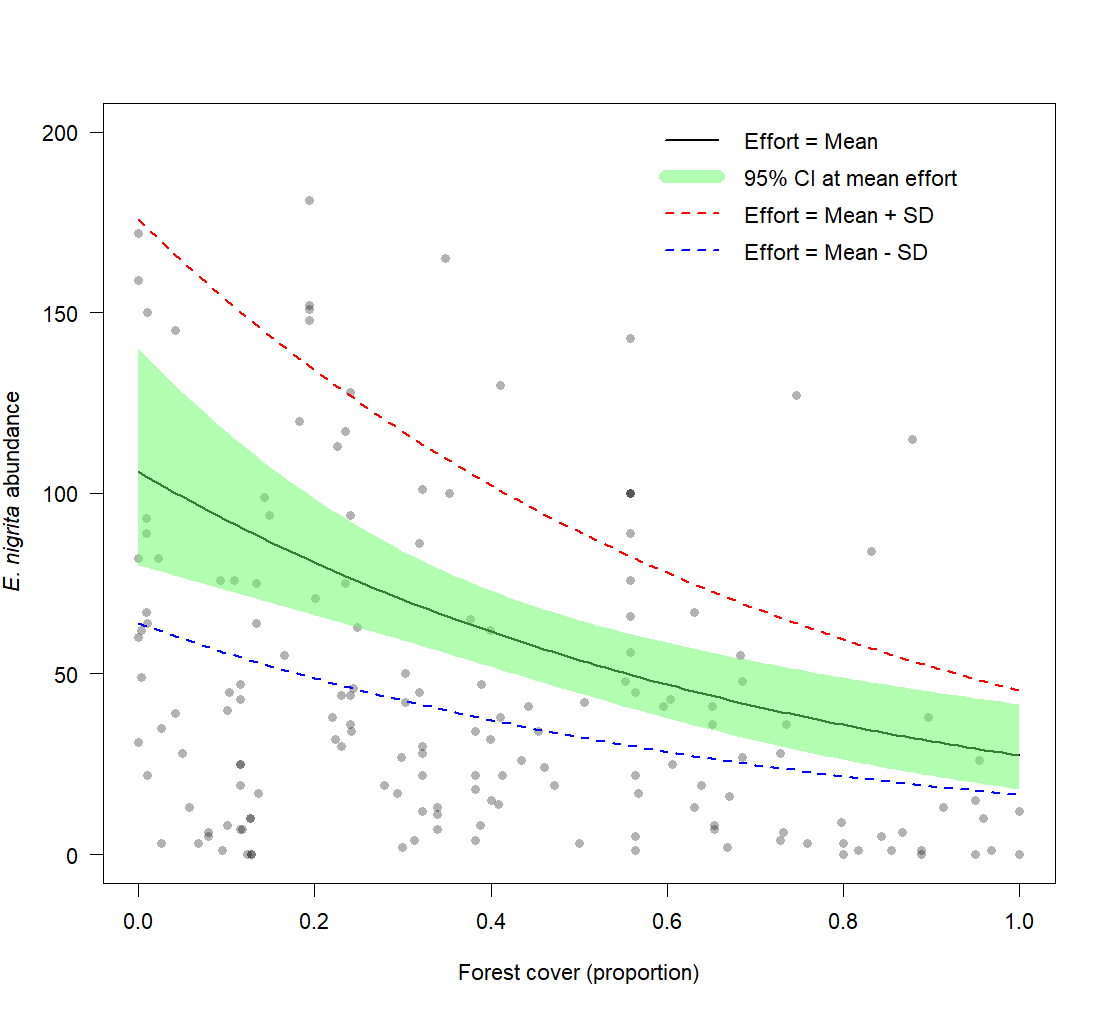 Effort = Mean
95% CI at mean effort
Effort = Mean + SD
Effort = Mean - SD
200
150
100
50
0
E. nigrita abundance
0.0 0.2 0.4 0.6 0.8 1.0
Forest cover (proportion)